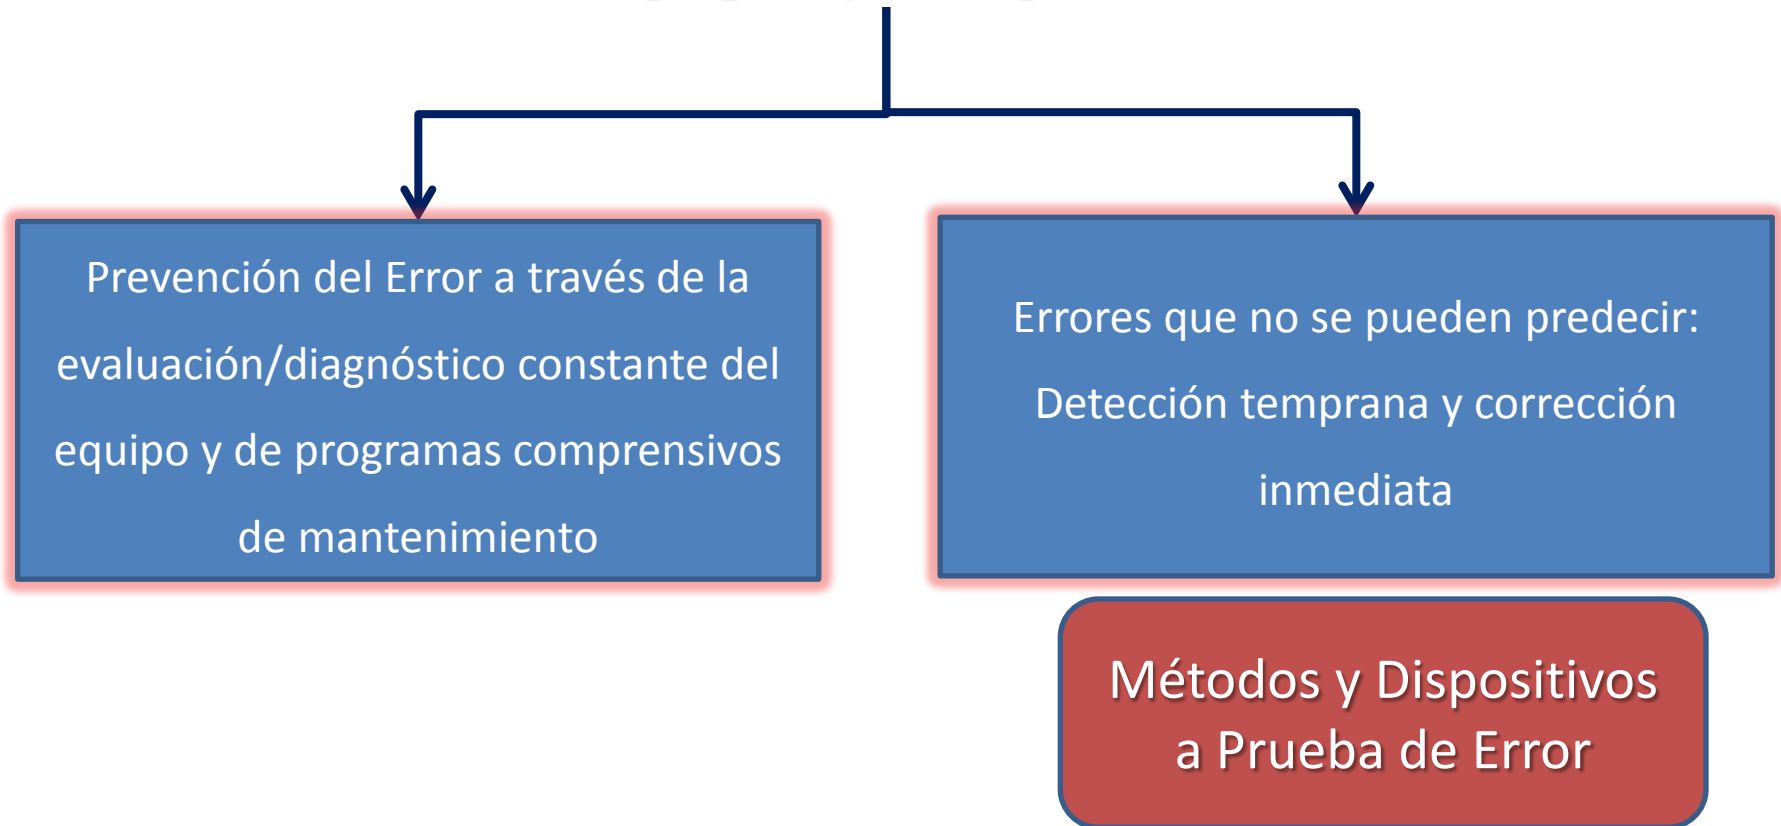 Prevención del Error a través de la
evaluación/diagnóstico constante del
equipo y de programas comprensivos
de mantenimiento
Errores que no se pueden predecir:
Detección temprana y corrección
inmediata
Métodos y Dispositivos
a Prueba de Error